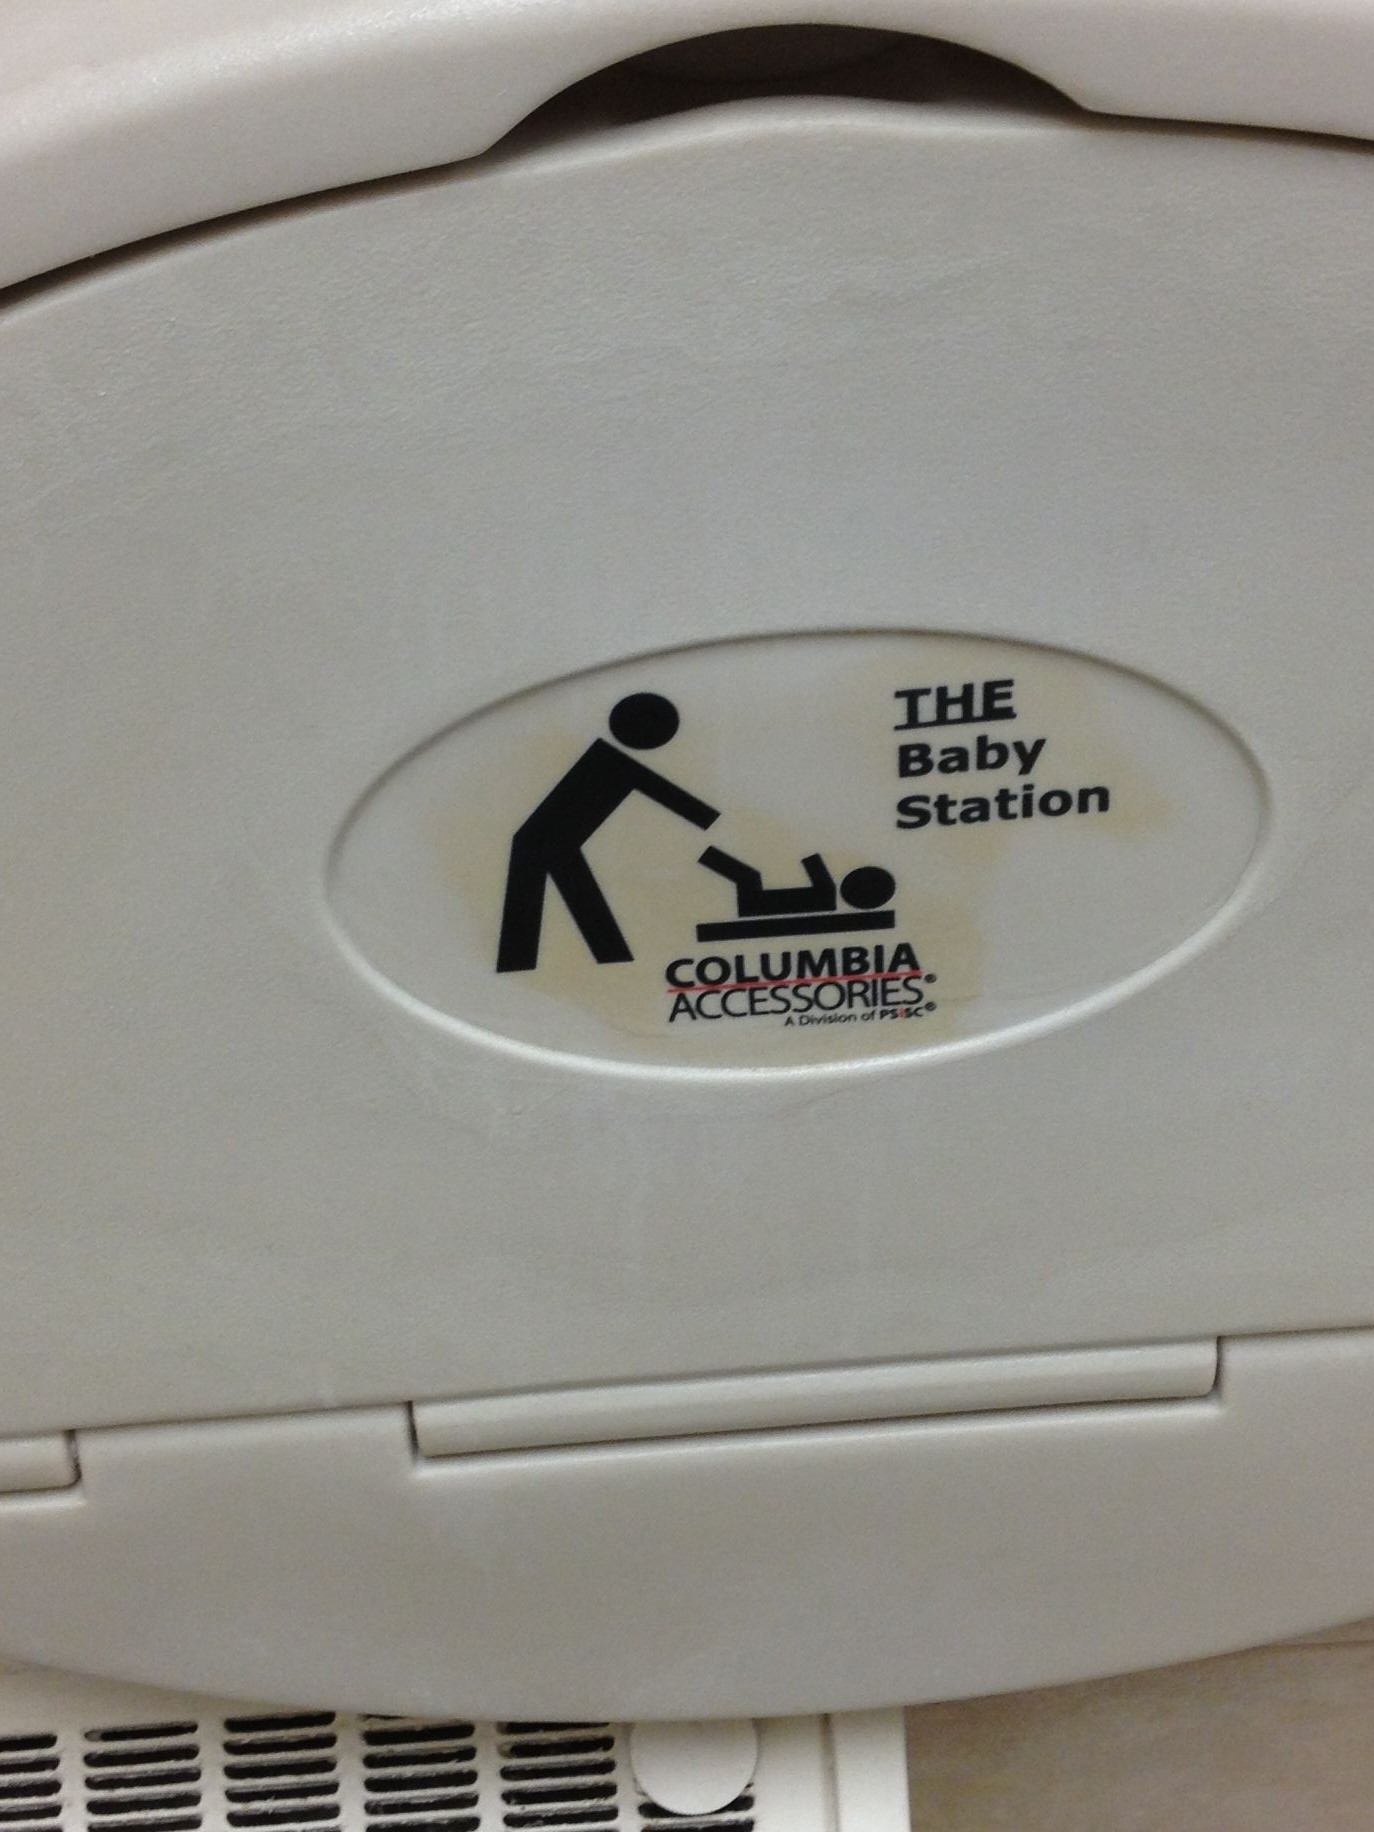 THE
Baby
Station
COLUMBIA
ACCESSORIES®
A Division of PSiSC®